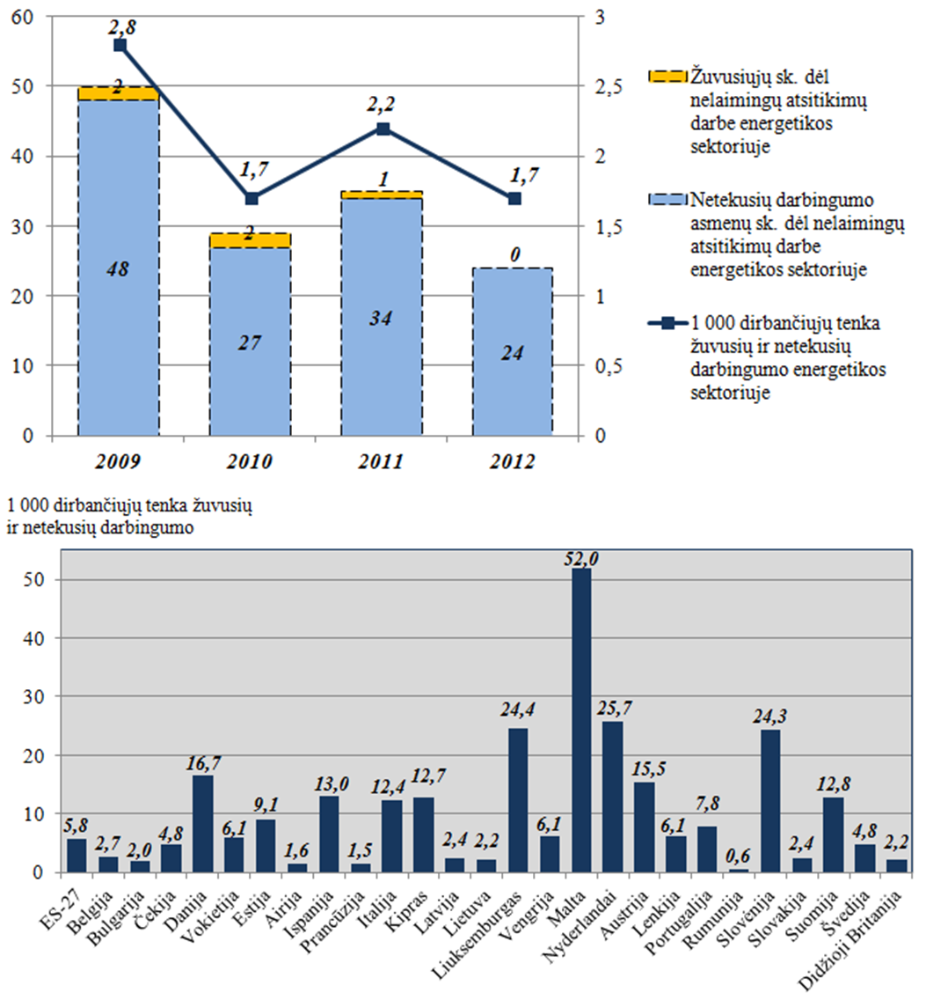 60
50
40
30
20
10
0
3
2,5
2
1,5
1
0,5
0
2,8
1,7
2,2
1,7
2
2
1
0
48
27
34
24
2009
2010
2011
2012
Žuvusiųjų sk. dėl
nelaimingų atsitikimų
darbe energetikos
sektoriuje
Netekusių darbingumo
asmenų sk. dėl nelaimingų
atsitikimų darbe
energetikos sektoriuje
1 000 dirbančiųjų tenka
žuvusių ir netekusių
darbingumo energetikos
sektoriuje
1 000 dirbančiųjų tenka žuvusių
ir netekusių darbingumo
50
40
30
20
10
0
5,8
2,7
2,0
4,8
16,7
6,1
9,1
1,6
13,0
1,5
12,4
12,7
2,4
2,2
24,4
6,1
52,0
25,7
15,5
6,1
7,8
0,6
24,3
2,4
12,8
4,8
2,2
ES-27
Belgija
Bulgarija
Čekija
Danija
Vokietija
Estija
Airija
Ispanija
Prancūzija
Italija
Kipras
Latvija
Lietuva
Liuksemburgas
Vengrija
Malta
Nyderlandai
Austrija
Lenkija
Portugalija
Rumunija
Slovėnija
Slovakija
Suomija
Švedija
Didžioji Britanija